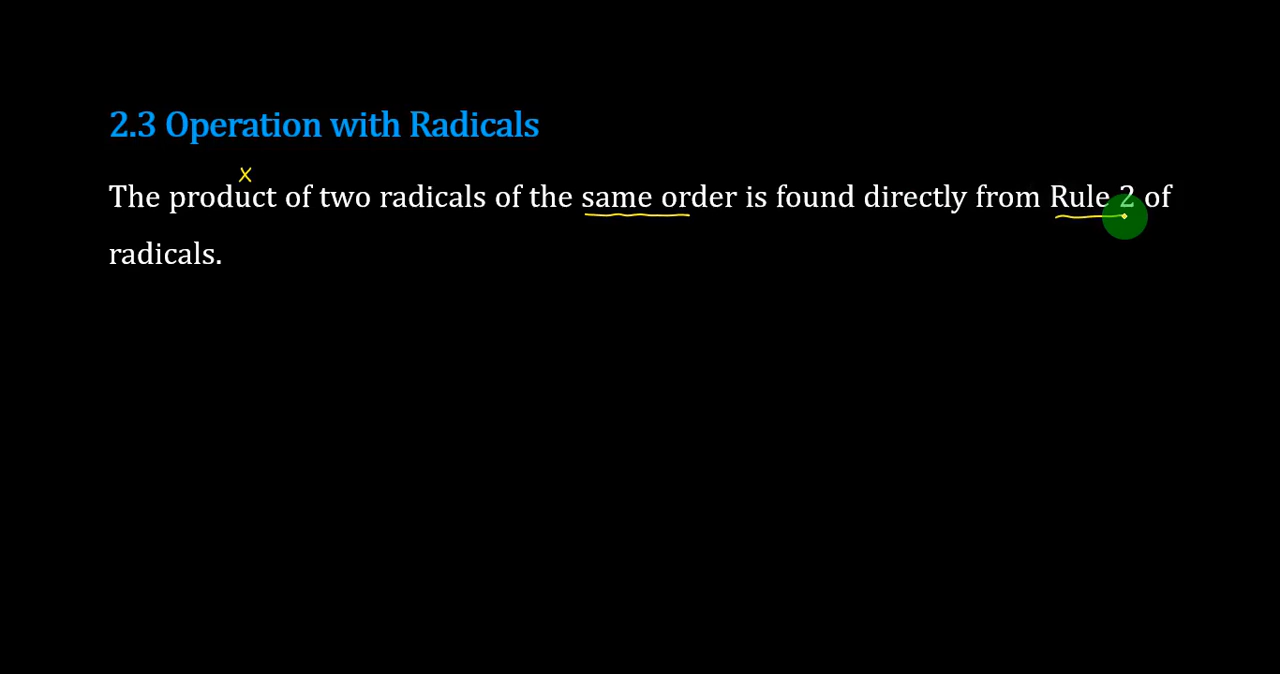 2.3 Operation with Radicals
x
The product of two radicals of the same order is found directly from Rule 2 of
radicals.